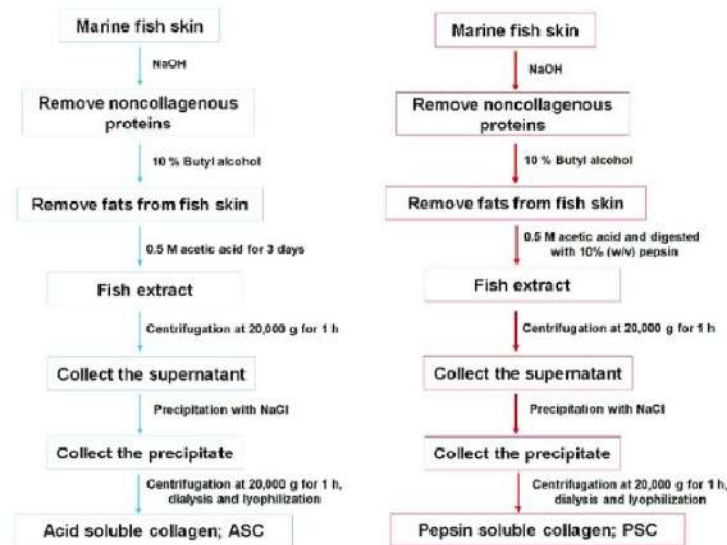 Marine fish skin
NaOH
Remove noncollagenous
proteins
10 % Butyl alcohol
Remove fats from fish skin
0.5 M acetic acid for 3 days
Fish extract
Centrifugation at 20,000 g for 1 h
Collect the supernatant
Precipitation with NaCl
Collect the precipitate
Centrifugation at 20,000 g for 1 h,
dialysis and lyophilization
Acid soluble collagen; ASC
Marine fish skin
NaOH
Remove noncollagenous
proteins
10 % Butyl alcohol
Remove fats from fish skin
0.5 M acetic acid and digested
with 10% (w/v) pepsin
Fish extract
Centrifugation at 20,000 g for 1 h
Collect the supernatant
Precipitation with NaCl
Collect the precipitate
Centrifugation at 20,000 g for 1 h,
dialysis and lyophilization
Pepsin soluble collagen; PSC